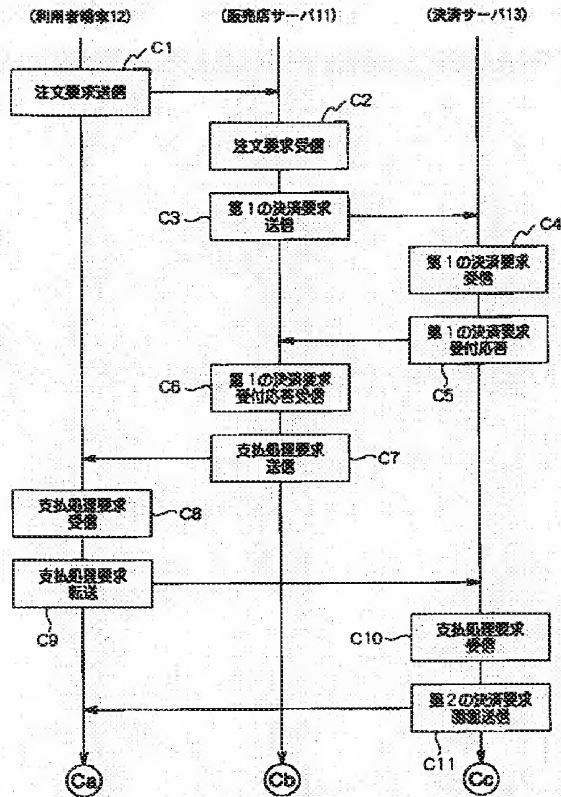 (利用者端末12) (販売店サーバ11) (決済サーバ13)
C1
注文要求送信
C2
注文要求受信
C3
第1の決済要求
送信
C4
第1の決済要求
受信
第1の決済要求
受付応答
C5
C6
第1の決済要求
受付応答受信
支払処理要求
送信
C7
支払処理要求
受信
C8
支払処理要求
転送
C9
C10
支払処理要求
受信
第2の決済要求
送信
C11
Ca Cb Cc